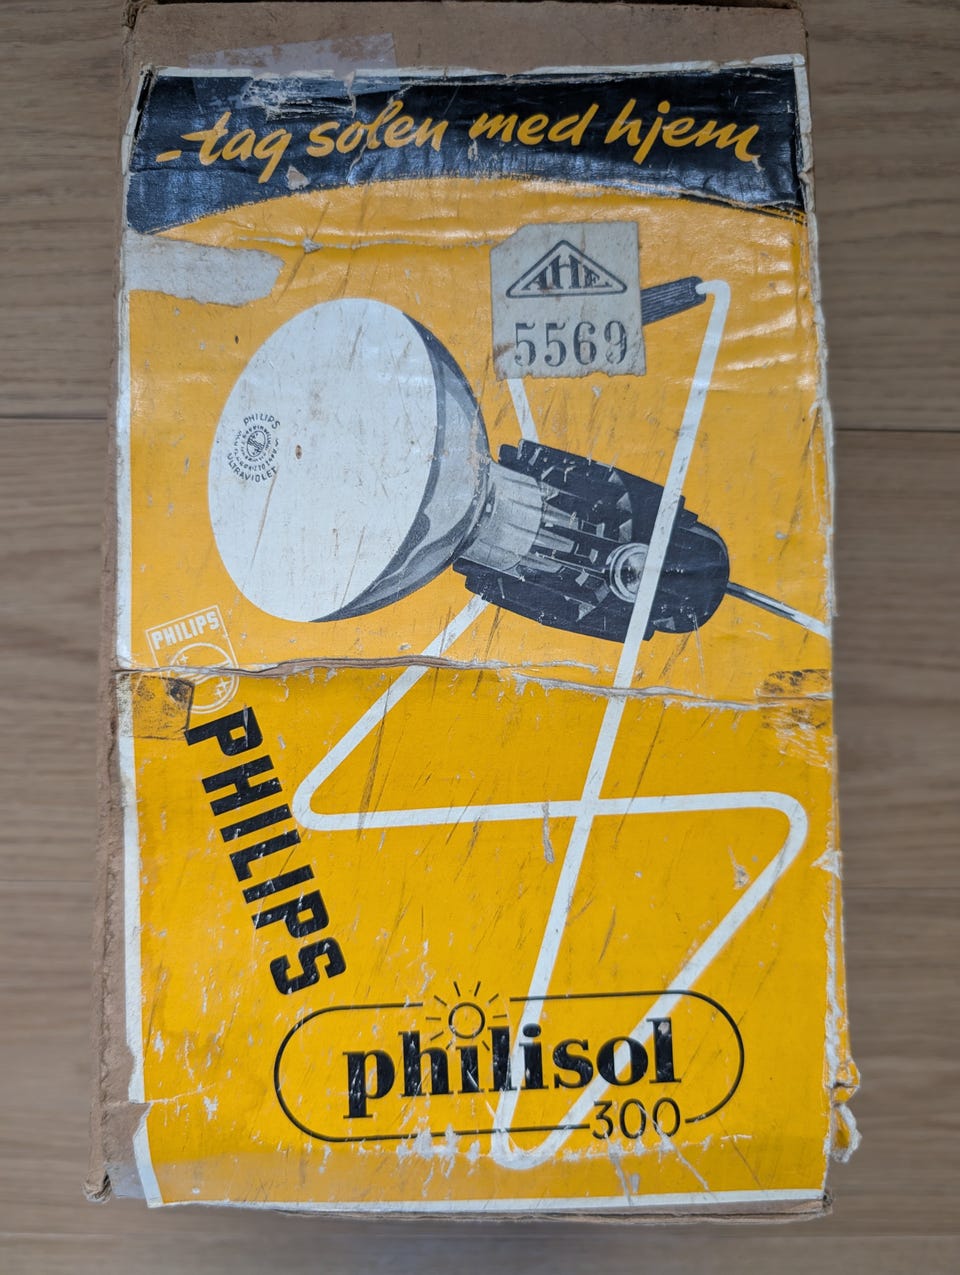 -tag solen med hjem
AHE
5569
PHILIPS
ULTRAVIOLET
PHILIPS
PHILIPS
philisol
300